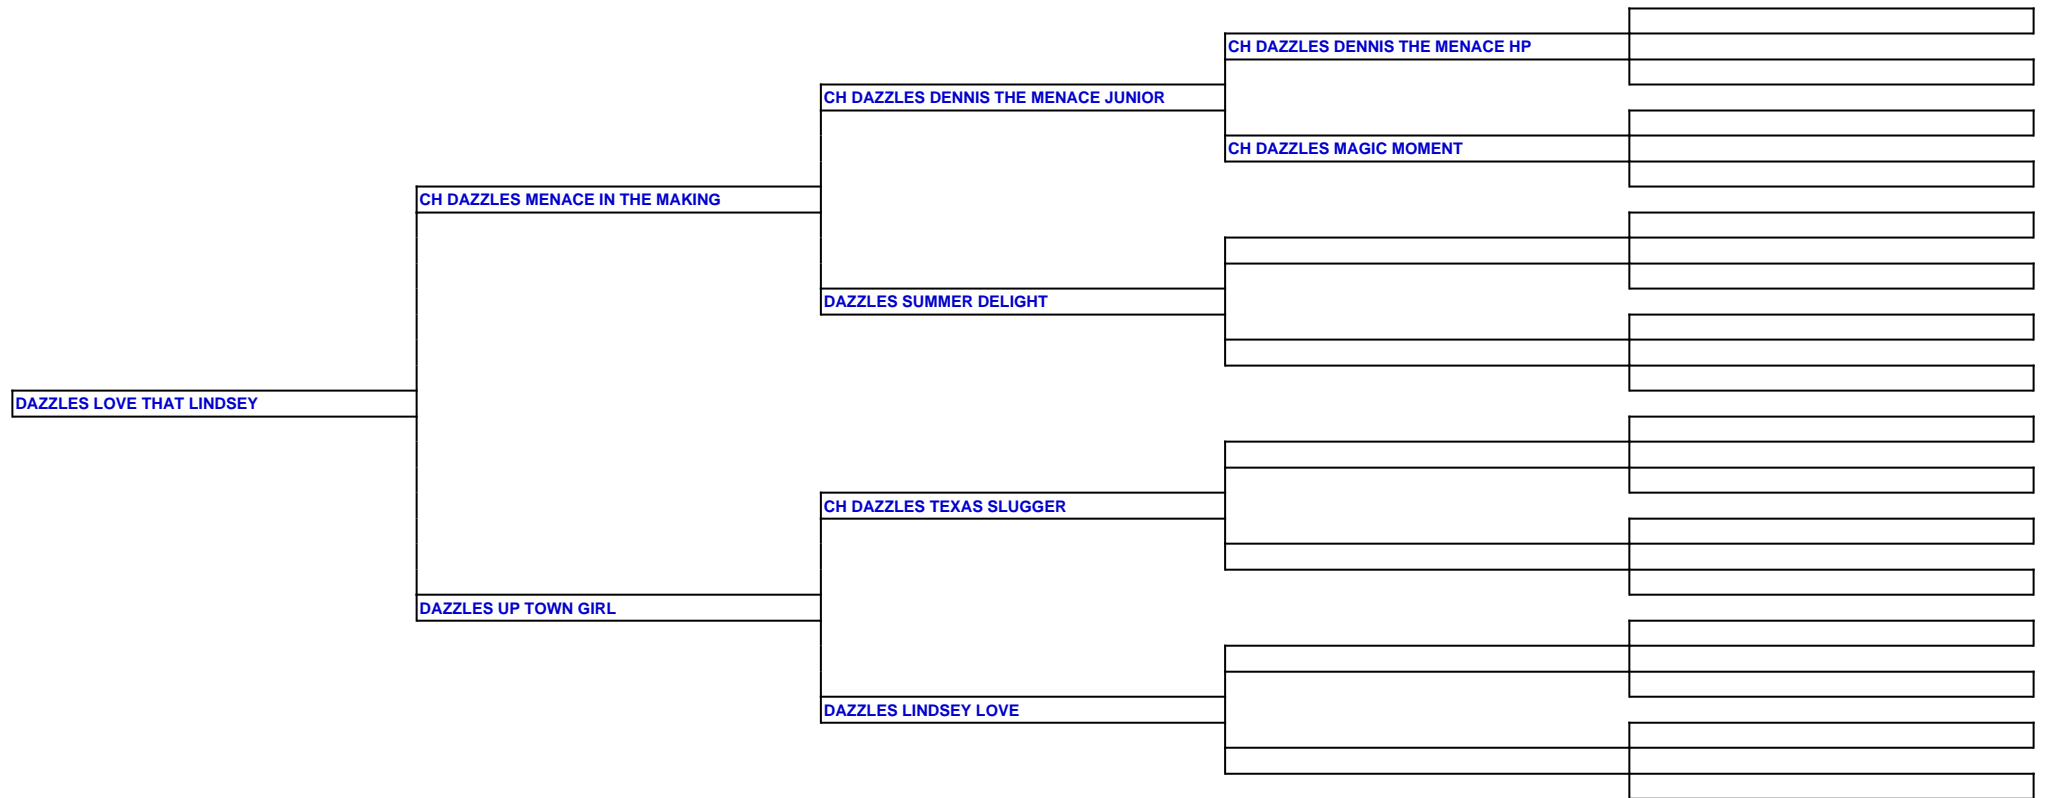 CH DAZZLES DENNIS THE MENACE HP
CH DAZZLES DENNIS THE MENACE JUNIOR
CH DAZZLES MAGIC MOMENT
CH DAZZLES MENACE IN THE MAKING
DAZZLES SUMMER DELIGHT
DAZZLES LOVE THAT LINDSEY
CH DAZZLES TEXAS SLUGGER
DAZZLES UP TOWN GIRL
DAZZLES LINDSEY LOVE